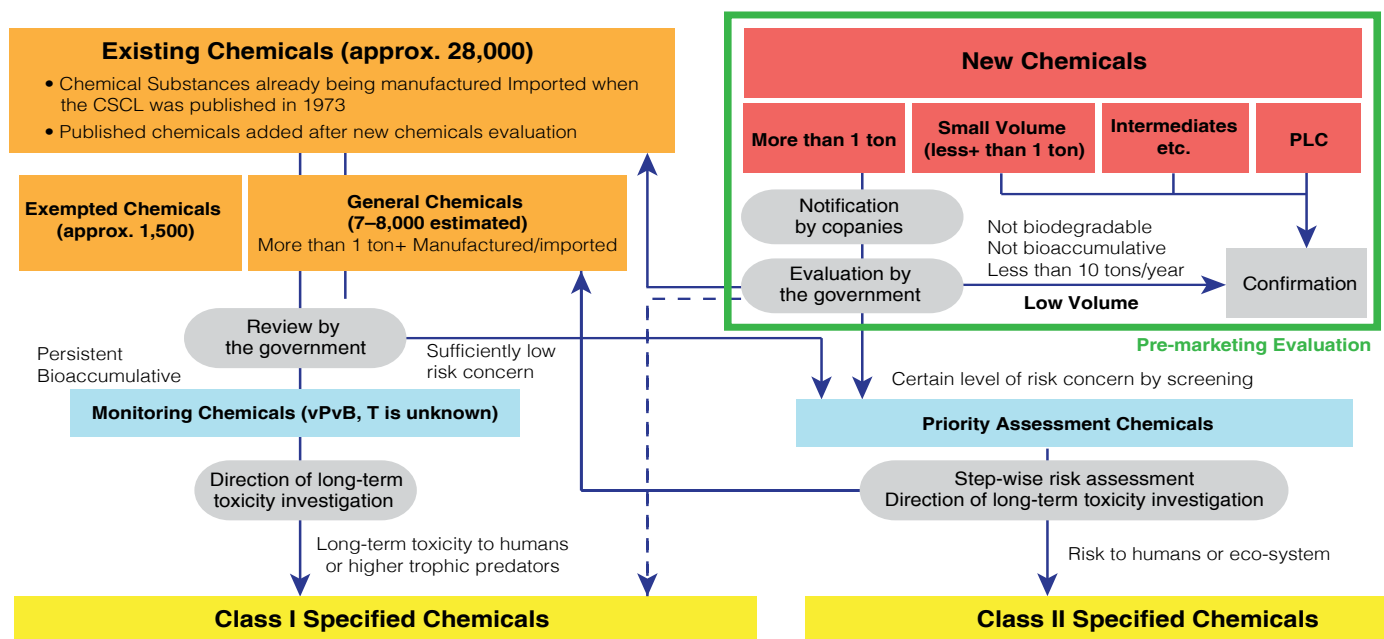 Existing Chemicals (approx. 28,000)
• Chemical Substances already being manufactured Imported when
the CSCL was published in 1973
• Published chemicals added after new chemicals evaluation
Exempted Chemicals
(approx. 1,500)
General Chemicals
(7–8,000 estimated)
More than 1 ton+ Manufactured/imported
New Chemicals
More than 1 ton
Small Volume
(less+ than 1 ton)
Intermediates
etc.
PLC
Notification
by copanies
Evaluation by
the government
Not biodegradable
Not bioaccumulative
Less than 10 tons/year
Low Volume
Confirmation
Pre-marketing Evaluation
Review by
the government
Persistent
Bioaccumulative
Sufficiently low
risk concern
Certain level of risk concern by screening
Monitoring Chemicals (vPvB, T is unknown)
Priority Assessment Chemicals
Direction of long-term
toxicity investigation
Step-wise risk assessment
Direction of long-term toxicity investigation
Long-term toxicity to humans
or higher trophic predators
Risk to humans or eco-system
Class I Specified Chemicals
Class II Specified Chemicals